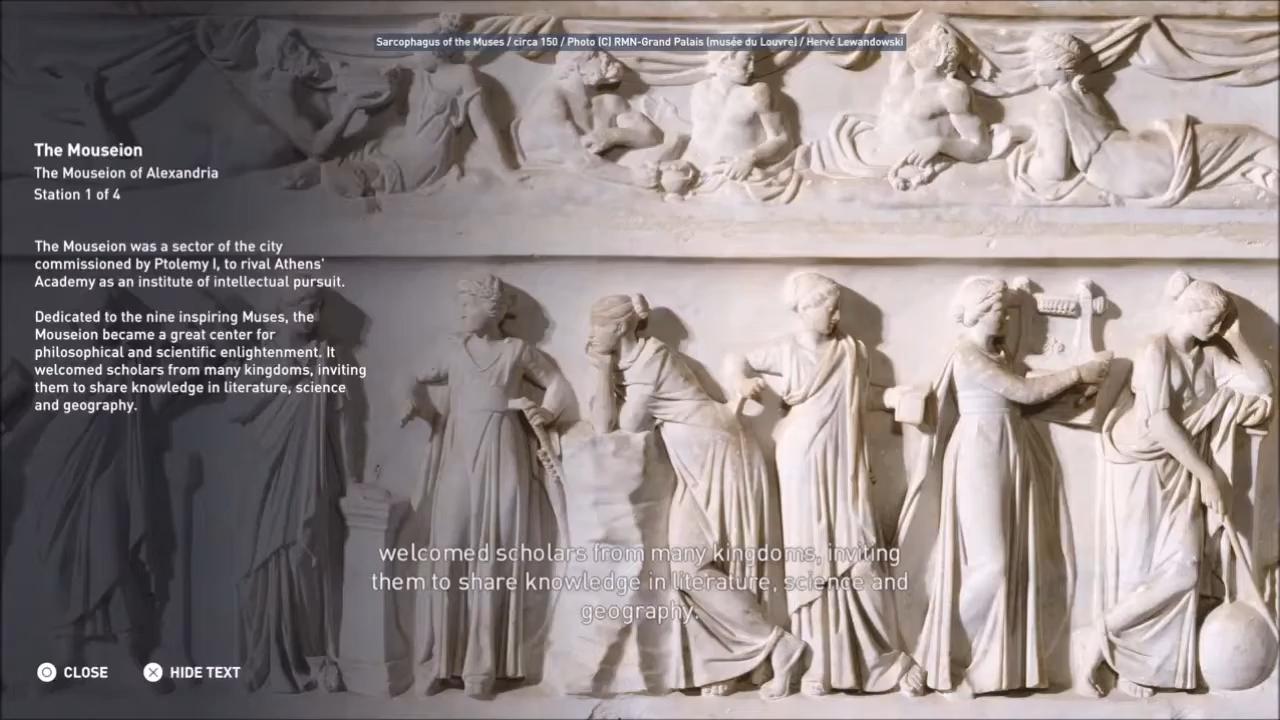 Sarcophagus of the Muses / circa 150 / Photo (C) RMN-Grand Palais (musée du Louvre) / Hervé Lewandowski
The Mouseion
The Mouseion of Alexandria
Station 1 of 4
The Mouseion was a sector of the city
commissioned by Ptolemy I, to rival Athens'
Academy as an institute of intellectual pursuit.
Dedicated to the nine inspiring Muses, the
Mouseion became a great center for
philosophical and scientific enlightenment. It
welcomed scholars from many kingdoms, inviting
them to share knowledge in literature, science
and geography.
welcomed scholars from many kingdoms, inviting
them to share knowledge in literature, science and
geography.
CLOSE
HIDE TEXT